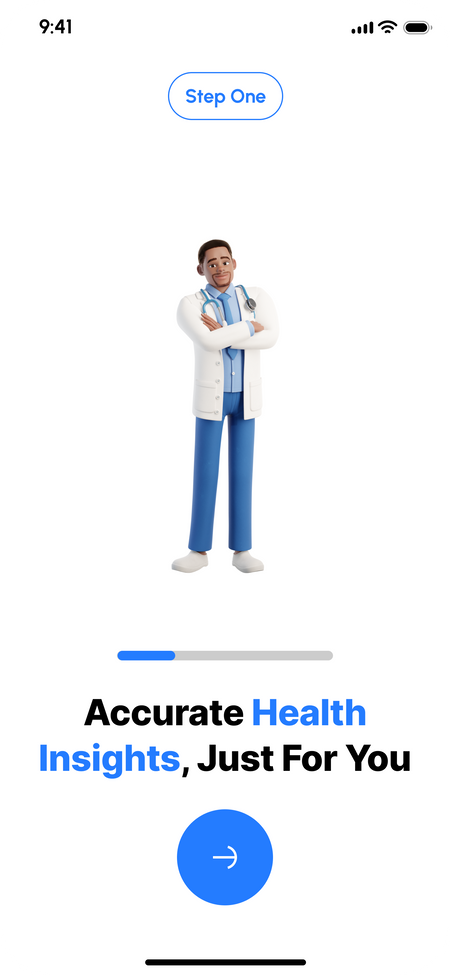 9:41
Step One
Accurate Health
Insights, Just For You